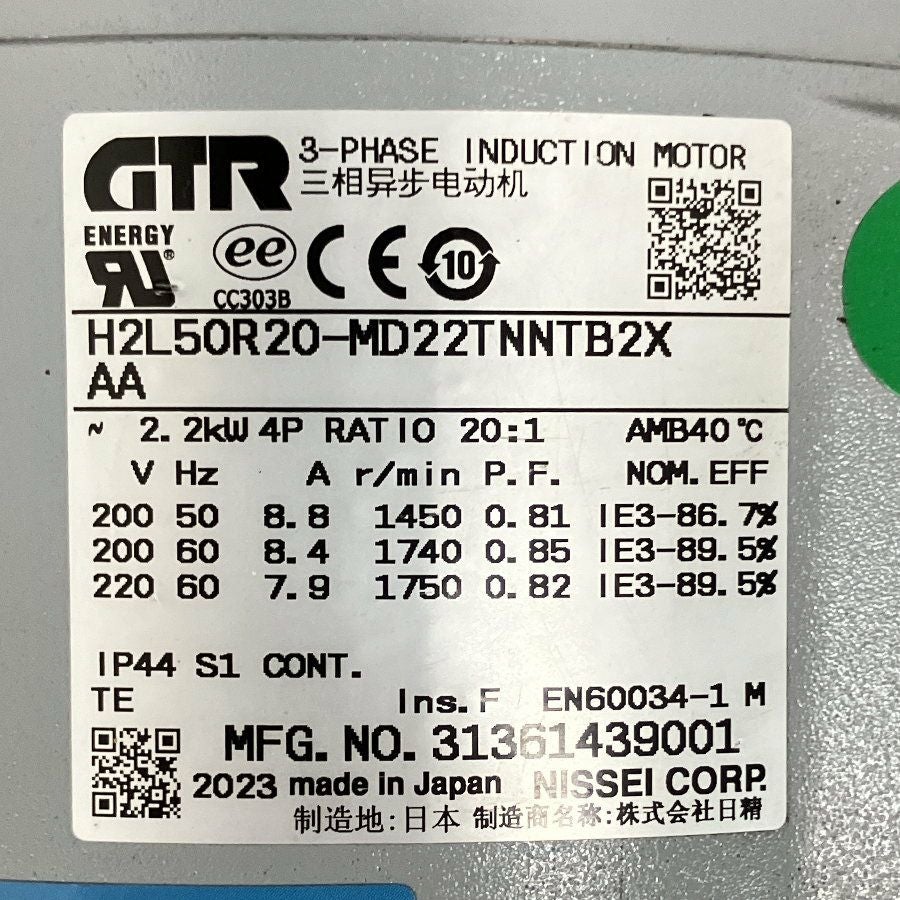 GTR 3-PHASE INDUCTION MOTOR
三相异步电动机
ENERGY
RU® ee CE 10
CC303B
H2L50R20-MD22TNNTB2X
AA
~ 2.2kW 4P RATIO 20:1 AMB40℃
V Hz A r/min P.F. NOM.EFF
200 50 8.8 1450 0.81 IE3-86.7%
200 60 8.4 1740 0.85 IE3-89.5%
220 60 7.9 1750 0.82 IE3-89.5%
IP44 S1 CONT.
TE Ins.F EN60034-1 M
MFG.NO.31361439001
2023 made in Japan NISSEI CORP.
制造地:日本 制造商名称:株式会社日精